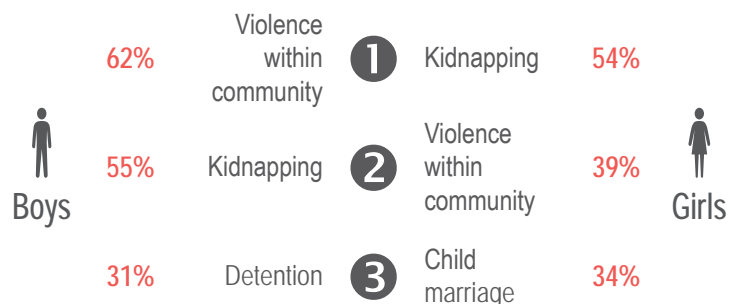 62%
Violence
within
community
1
Kidnapping
54%
Boys
55%
Kidnapping
2
Violence
within
community
39%
Girls
31%
Detention
3
Child
marriage
34%